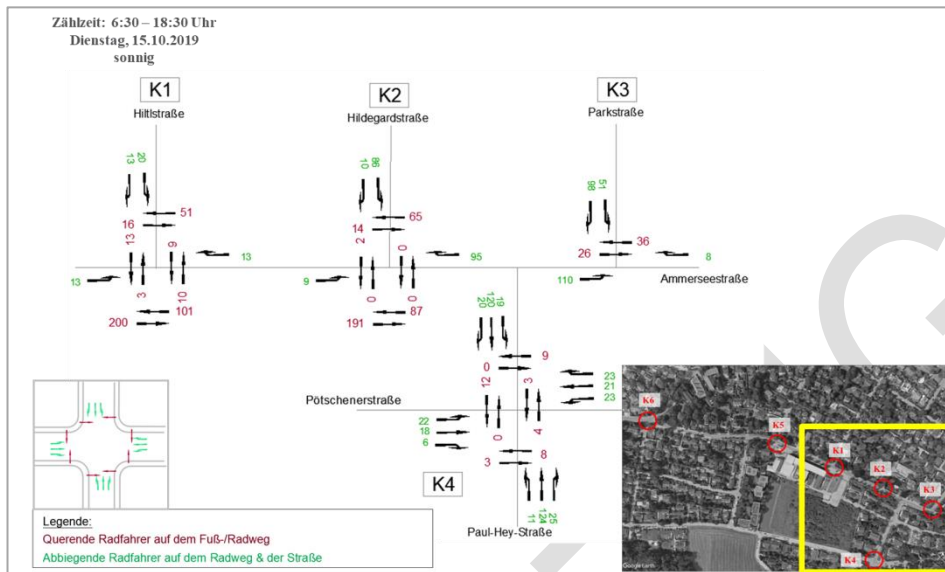 Zählzeit: 6:30 – 18:30 Uhr
Dienstag, 15.10.2019
sonnig
K1
Hiltlstraße
13
20
51
16
13
9
13
13
3
10
101
200
K2
Hildegardstraße
10
86
65
14
2
0
95
9
0
0
87
191
K3
Parkstraße
98
51
36
26
8
110
Ammerseestraße
20
120
19
9
0
12
3
23
21
23
Pötschenerstraße
22
18
6
0
4
8
3
K4
11
124
25
Paul-Hey-Straße
Legende:
Querende Radfahrer auf dem Fuß-/Radweg
Abbiegende Radfahrer auf dem Radweg & der Straße
K6
K5
K1
K2
K3
K4
Google Earth